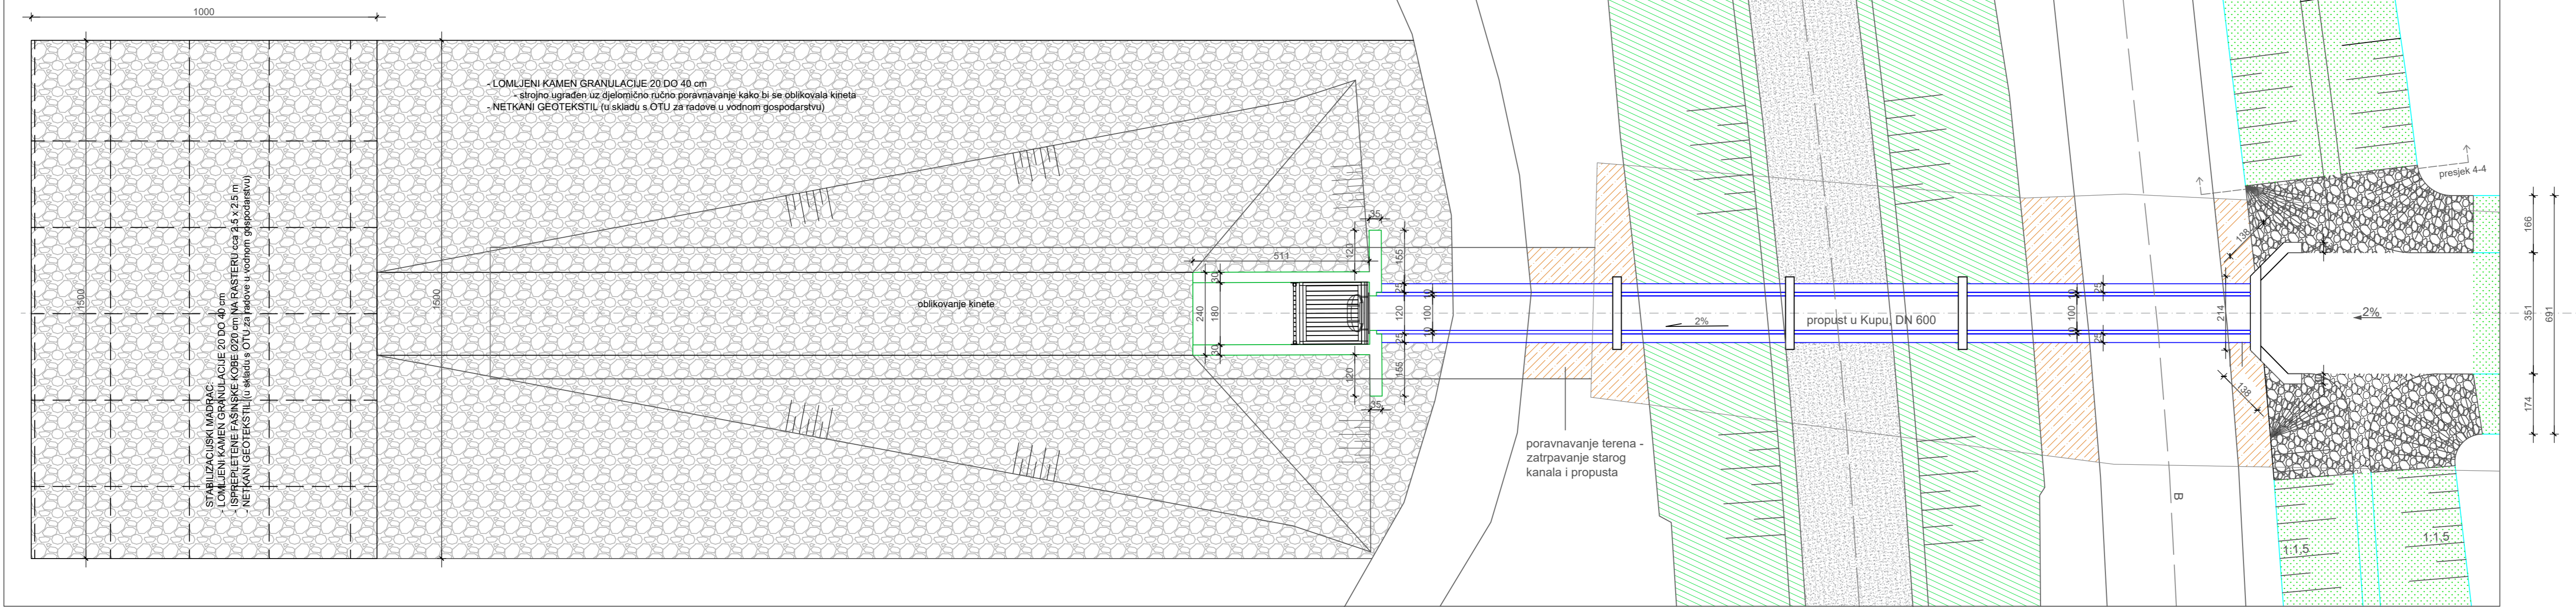 1000
- LOMLJENI KAMEN GRANULACIJE 20 DO 40 cm
- strojno ugrađen uz djelomično ručno poravnavanje kako bi se oblikovala kineta
- NETKANI GEOTEKSTIL (u skladu s OTU za radove u vodnom gospodarstvu)
1500
STABILIZACIJSKI MADRAC:
- LOMLJENI KAMEN GRANULACIJE 20 DO 40 cm
- ISPREPLETENE FAŠINSKE KOBE Ø20 cm NA RASTERU cca 2.5 x 2.5 m
- NETKANI GEOTEKSTIL (u skladu s OTU za radove u vodnom gospodarstvu)
1500
oblikovanje kinete
511
240
30
180
30
120
120
35
35
155
25
120
25
155
10
100
10
2%
propust u Kupu, DN 600
poravnavanje terena -
zatrpavanje starog
kanala i propusta
10
100
10
25
25
B
214
138
138
presjek 4-4
2%
166
351
174
691
1:1,5
1:1,5